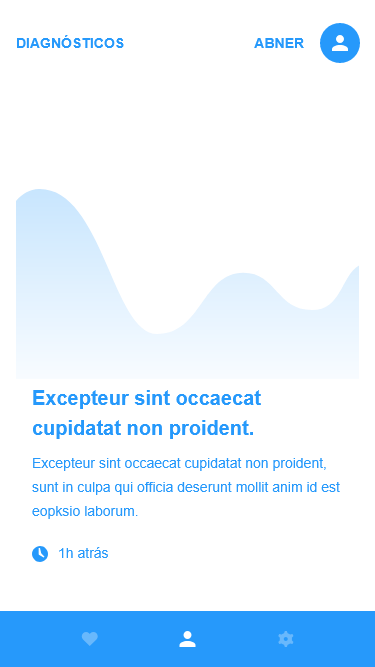 DIAGNÓSTICOS
ABNER
Excepteur sint occaecat
cupidatat non proident.
Excepteur sint occaecat cupidatat non proident,
sunt in culpa qui officia deserunt mollit anim id est
eopksio laborum.
1h atrás